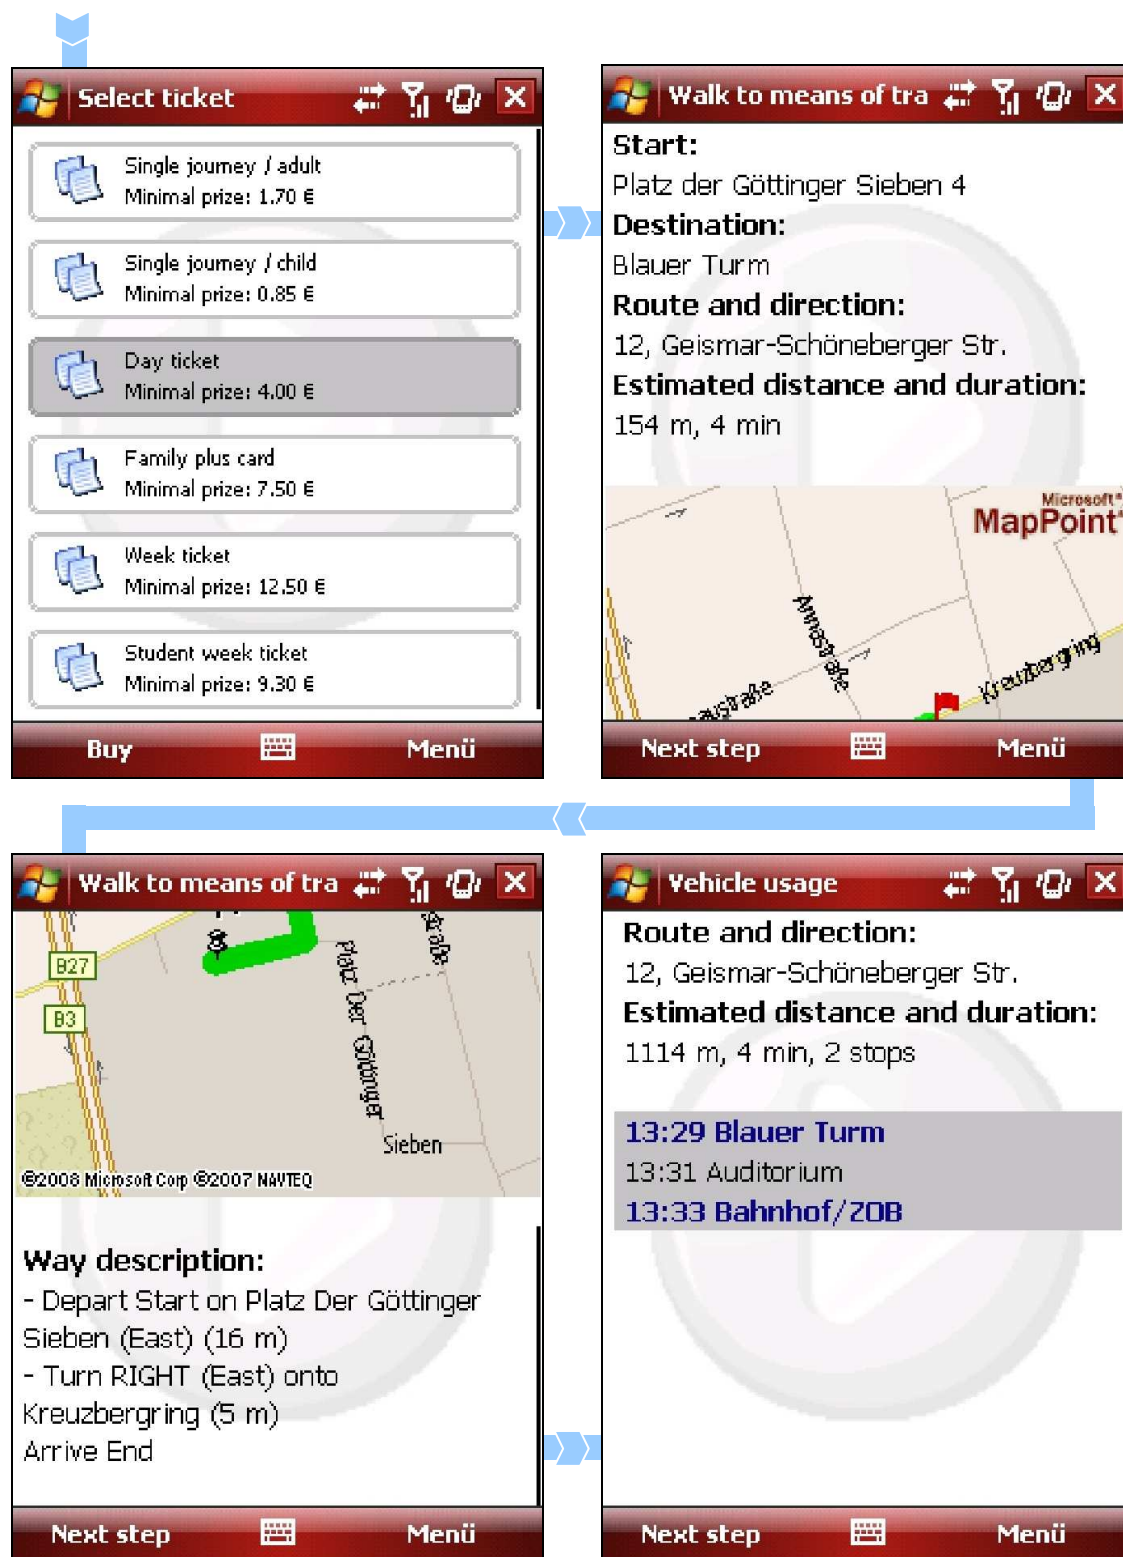 Select ticket
Single journey / adult
Minimal prize: 1.70 €
Single journey / child
Minimal prize: 0.85 €
Day ticket
Minimal prize: 4.00 €
Family plus card
Minimal prize: 7.50 €
Week ticket
Minimal prize: 12.50 €
Student week ticket
Minimal prize: 9.30 €
Buy
Menü
Walk to means of tra
Start:
Platz der Göttinger Sieben 4
Destination:
Blauer Turm
Route and direction:
12, Geismar-Schöneberger Str.
Estimated distance and duration:
154 m, 4 min
Microsoft®
MapPoint®
Annastraße
Kreuzbergring
Next step
Menü
Walk to means of tra
B27
B3
Platz Der Göttinger
Sieben
©2008 Microsoft Corp ©2007 NAVTEQ
Way description:
- Depart Start on Platz Der Göttinger
Sieben (East) (16 m)
- Turn RIGHT (East) onto
Kreuzbergring (5 m)
Arrive End
Next step
Menü
Vehicle usage
Route and direction:
12, Geismar-Schöneberger Str.
Estimated distance and duration:
1114 m, 4 min, 2 stops
13:29 Blauer Turm
13:31 Auditorium
13:33 Bahnhof/ZOB
Next step
Menü